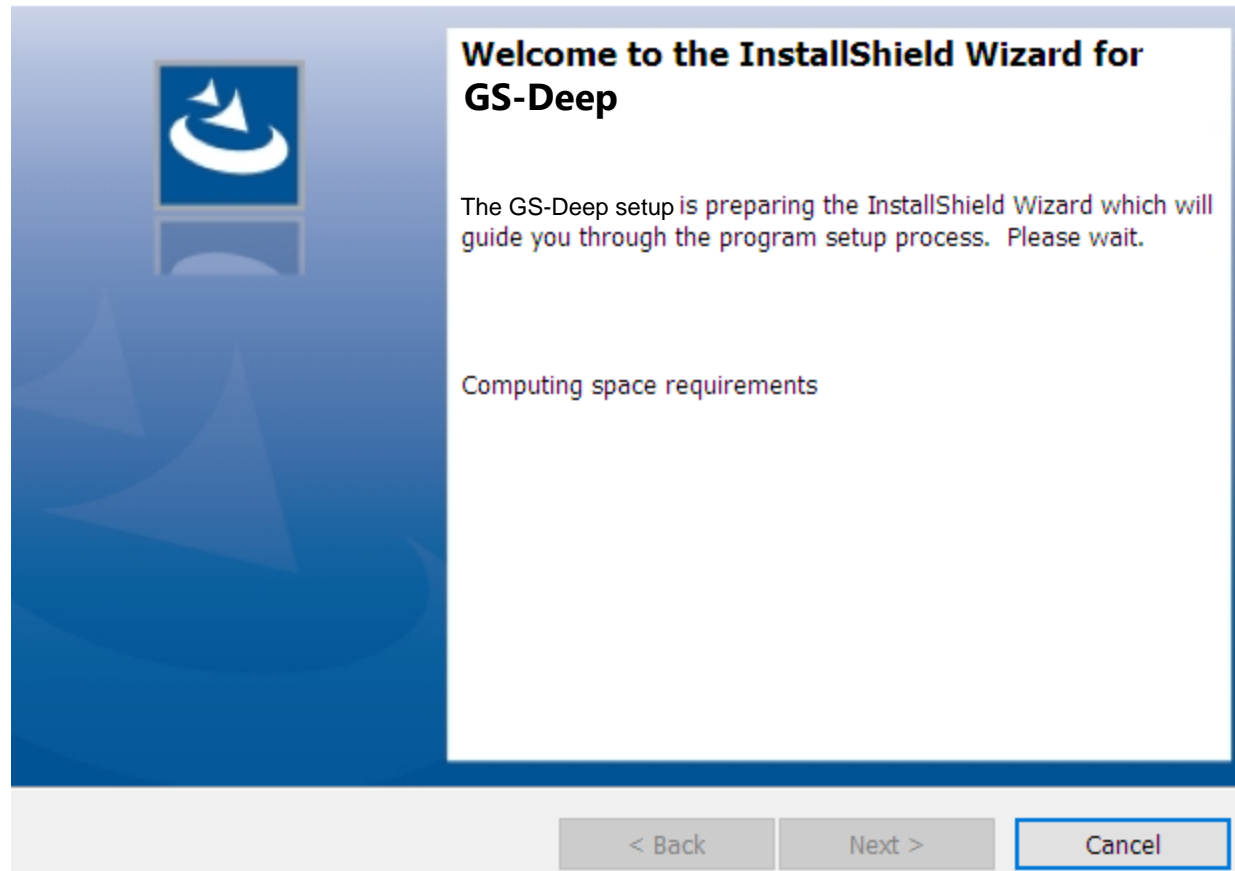 Welcome to the InstallShield Wizard for
GS-Deep
The GS-Deep setup is preparing the InstallShield Wizard which will
guide you through the program setup process.  Please wait.
Computing space requirements
< Back
Next >
Cancel